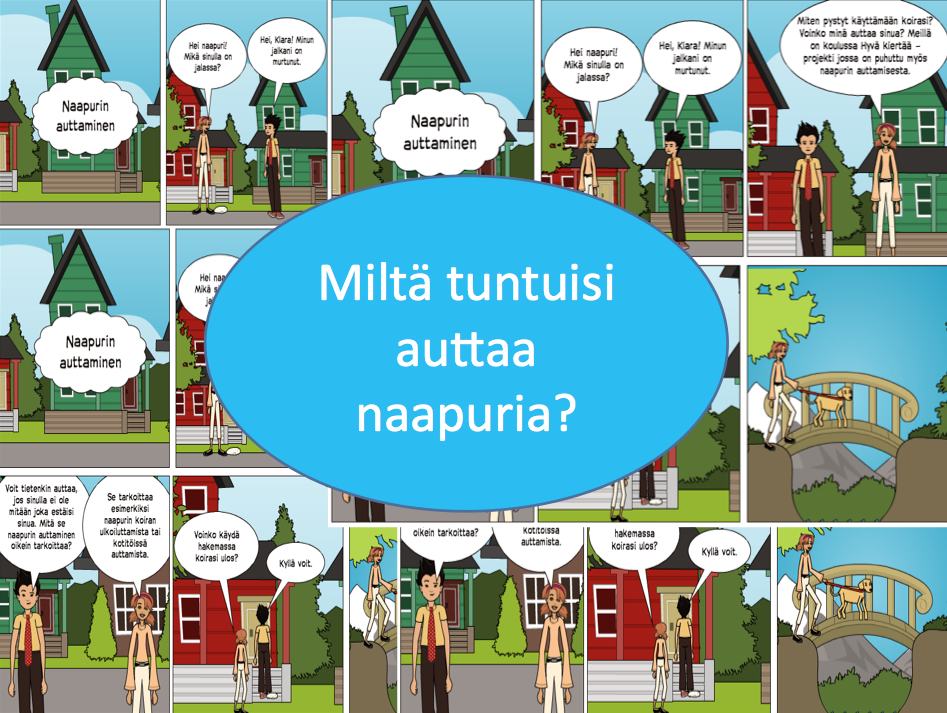 Naapurin
auttaminen
Hei naapuri!
Mikä sinulla on
jalassa?
Hei, Klara! Minun
jalkani on
murtunut.
Naapurin
auttaminen
Hei naapuri!
Mikä sinulla on
jalassa?
Hei, Klara! Minun
jalkani on
murtunut.
Miten pystyt käyttämään koirasi?
Voinko minä auttaa sinua? Meillä
on koulussa Hyvä kiertää –
projekti jossa on puhuttu myös
naapurin auttamisesta.
Naapurin
auttaminen
Hei
Mikä
Miltä tuntuisi
auttaa
naapuria?
Voit tietenkin auttaa,
jos sinulla ei ole
mitään joka estäisi
sinua. Mitä se
naapurin auttaminen
oikein tarkoittaa?
Se tarkoittaa
esimerkiksi
naapurin koiran
ulkoiluttamista tai
kotitöissä
auttamista.
Voinko käydä
hakemassa
koirasi ulos?
Kyllä voit.
oikein tarkoittaa?
kotitöissä
auttamista.
hakemassa
koirasi ulos?
Kyllä voit.